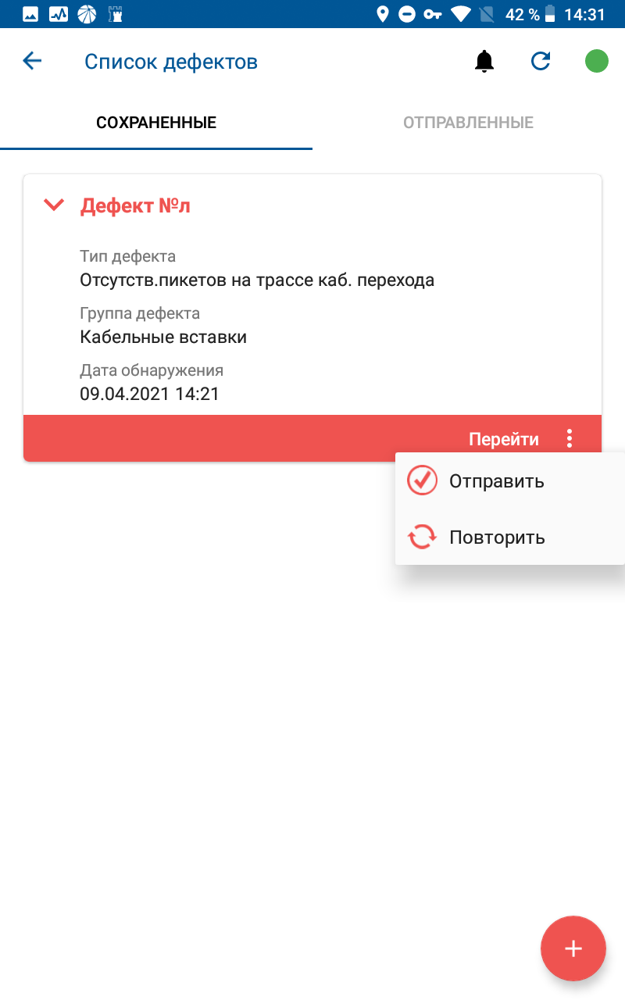 42 % 14:31
Список дефектов
СОХРАНЕННЫЕ ОТПРАВЛЕННЫЕ
Дефект №л
Тип дефекта
Отсутств.пикетов на трассе каб. перехода
Группа дефекта
Кабельные вставки
Дата обнаружения
09.04.2021 14:21
Перейти
Отправить
Повторить